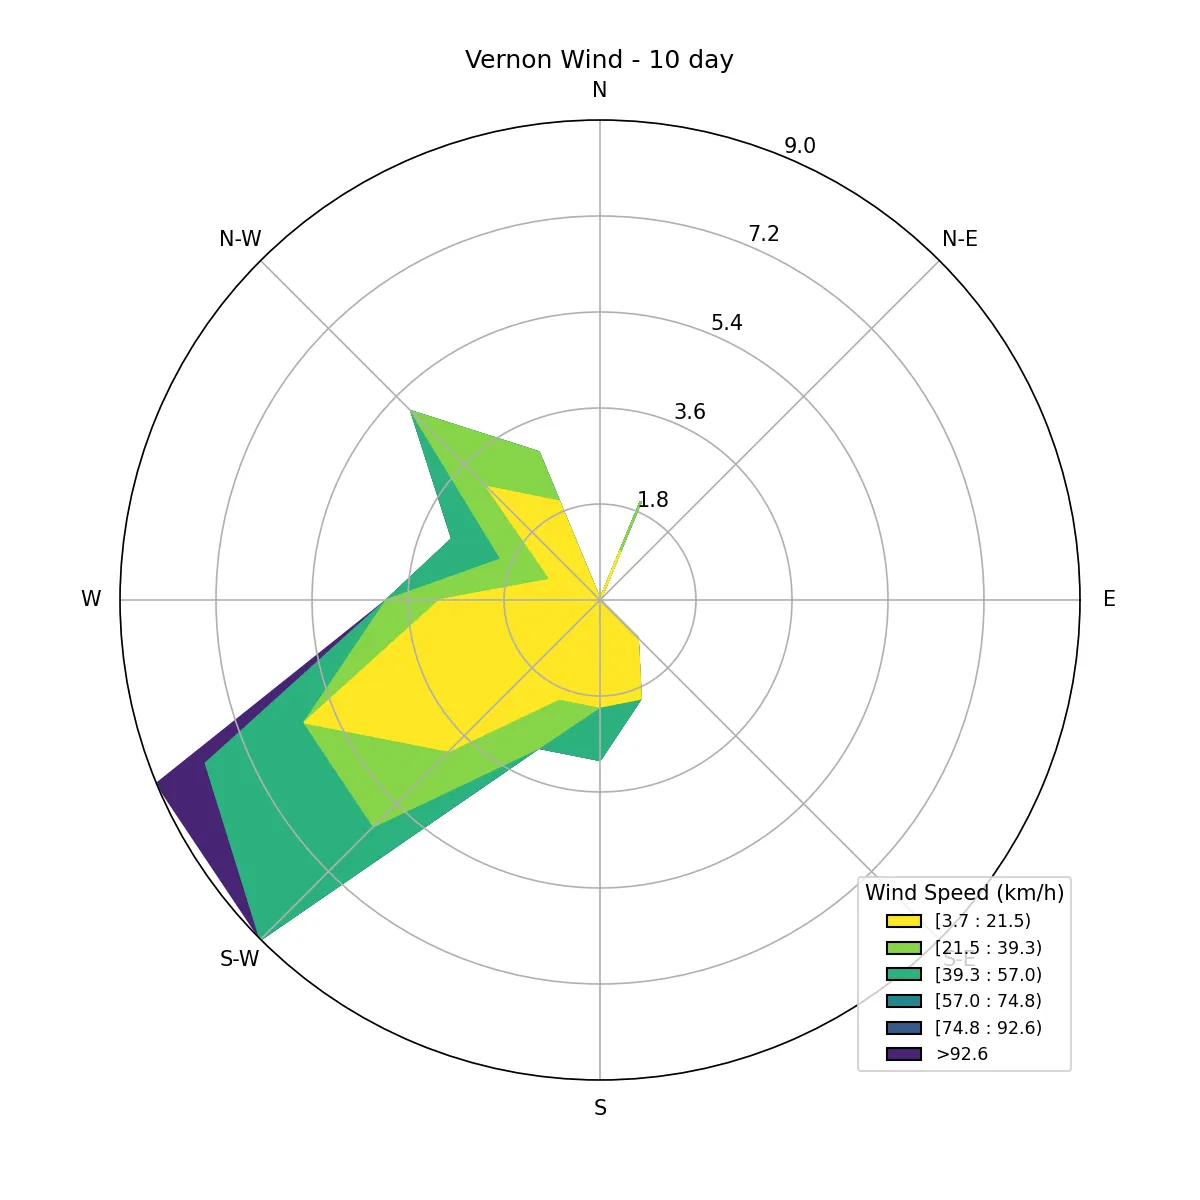 Vernon Wind - 10 day
N
9.0
N-W
N-E
7.2
5.4
3.6
1.8
W
E
S-W
S-E
S
Wind Speed (km/h)
[3.7 : 21.5)
[21.5 : 39.3)
[39.3 : 57.0)
[57.0 : 74.8)
[74.8 : 92.6)
>92.6